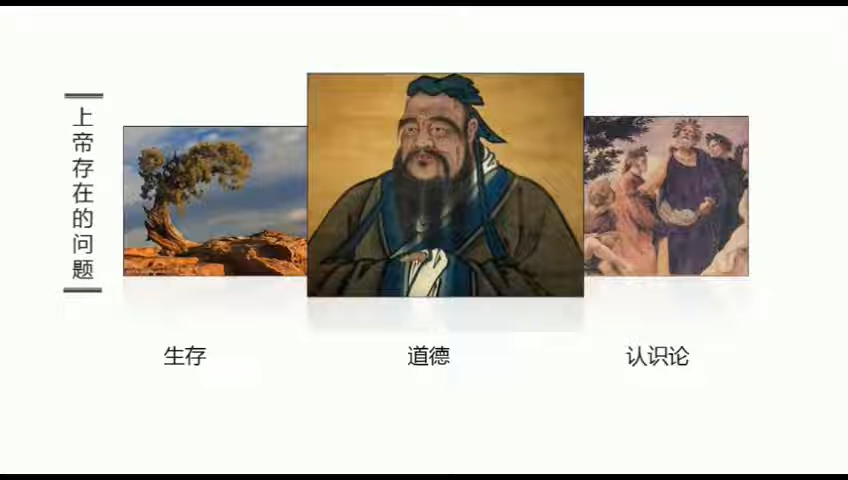 上帝存在的问题
生存
道德
认识论